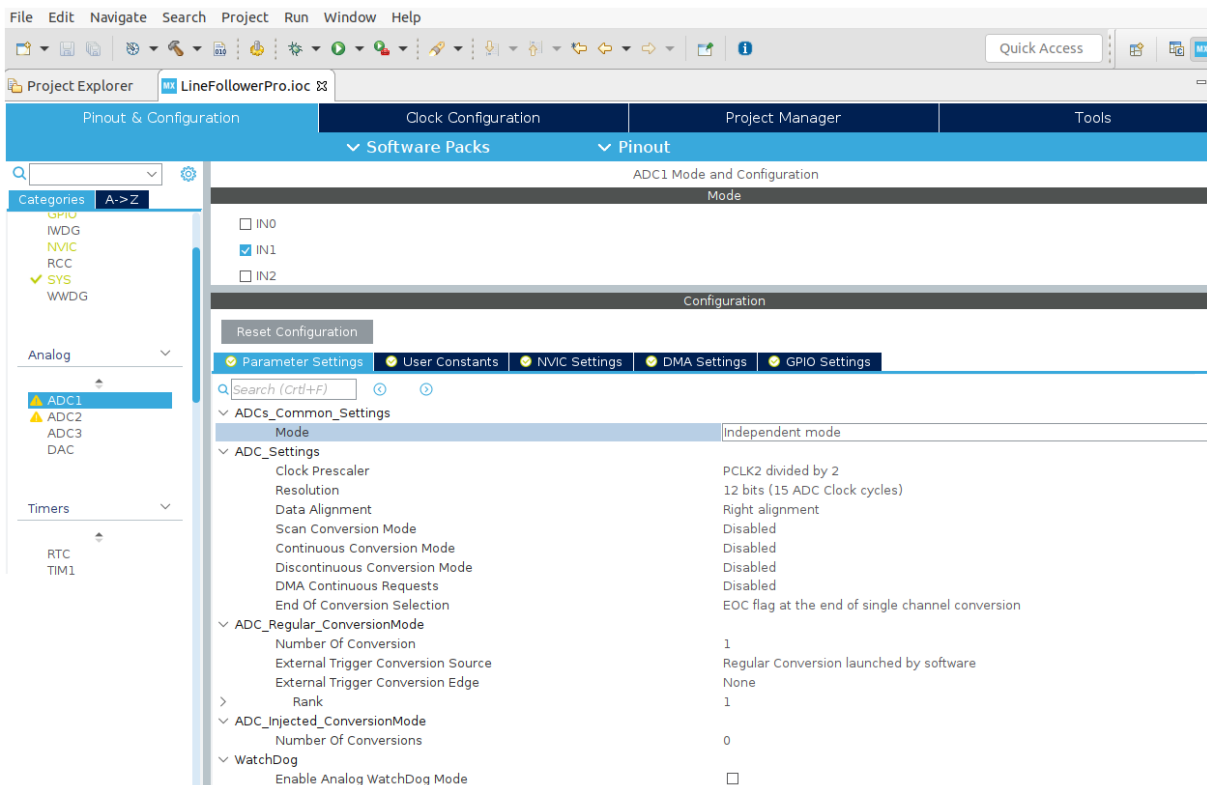 File Edit Navigate Search Project Run Window Help
Quick Access
Project Explorer
MX LineFollowerPro.ioc
Pinout & Configuration
Clock Configuration
Project Manager
Tools
Software Packs
Pinout
ADC1 Mode and Configuration
Categories
A->Z
Mode
GPIO
IWDG
NVIC
RCC
SYS
WWDG
IN0
IN1
IN2
Configuration
Reset Configuration
Analog
ADC1
ADC2
ADC3
DAC
Timers
RTC
TIM1
Parameter Settings
User Constants
NVIC Settings
DMA Settings
GPIO Settings
Search (Crtl+F)
ADCs_Common_Settings
Mode Independent mode
ADC_Settings
Clock Prescaler PCLK2 divided by 2
Resolution 12 bits (15 ADC Clock cycles)
Data Alignment Right alignment
Scan Conversion Mode Disabled
Continuous Conversion Mode Disabled
Discontinuous Conversion Mode Disabled
DMA Continuous Requests Disabled
End Of Conversion Selection EOC flag at the end of single channel conversion
ADC_Regular_ConversionMode
Number Of Conversion 1
External Trigger Conversion Source Regular Conversion launched by software
External Trigger Conversion Edge None
Rank 1
ADC_Injected_ConversionMode
Number Of Conversions 0
WatchDog
Enable Analog WatchDog Mode